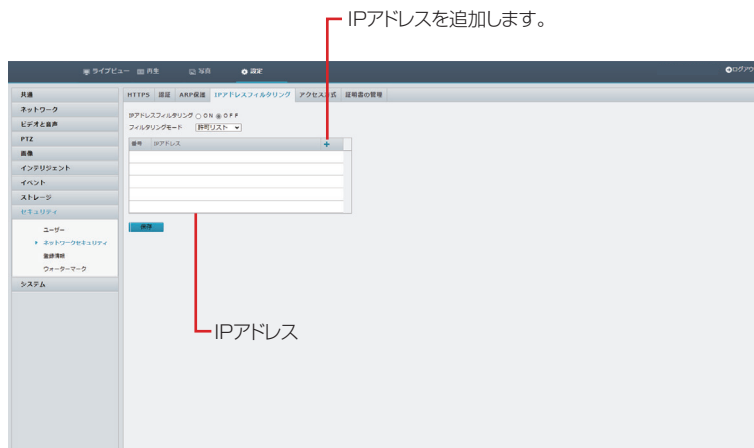 IPアドレスを追加します。
ライブビュー 再生 写真 設定 ログアウ
共通
ネットワーク
ビデオと音声
PTZ
画像
インテリジェント
イベント
ストレージ
セキュリティ
ユーザー
ネットワークセキュリティ
登録情報
ウォーターマーク
システム
HTTPS 認証 ARP保護 IPアドレスフィルタリング アクセス方式 証明書の管理
IPアドレスフィルタリング ON OFF
フィルタリングモード 許可リスト
番号 IPアドレス +
保存
IPアドレス